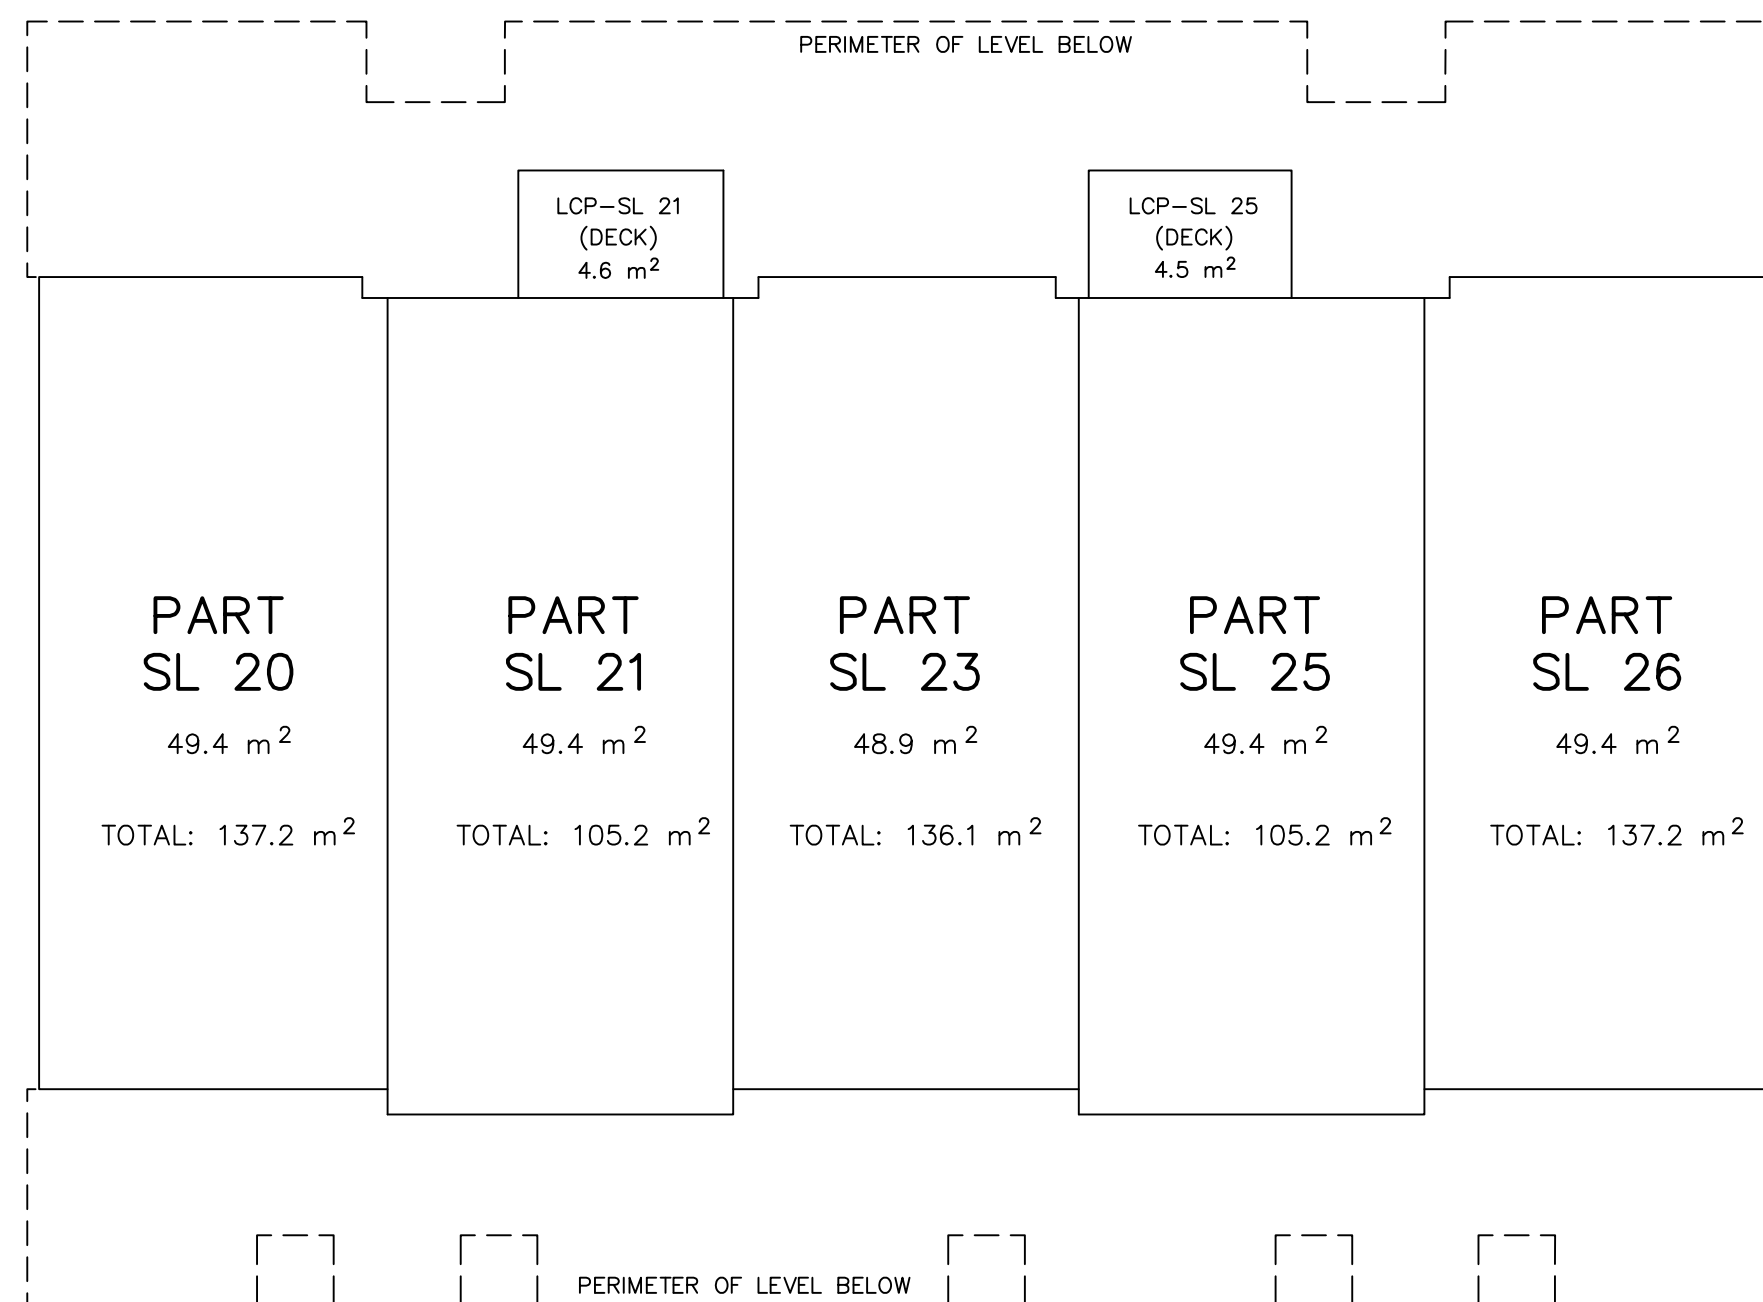 PERIMETER OF LEVEL BELOW
LCP-SL 21
(DECK)
4.6 m²
LCP-SL 25
(DECK)
4.5 m²
PART
SL 20
49.4 m²
TOTAL: 137.2 m²
PART
SL 21
49.4 m²
TOTAL: 105.2 m²
PART
SL 23
48.9 m²
TOTAL: 136.1 m²
PART
SL 25
49.4 m²
TOTAL: 105.2 m²
PART
SL 26
49.4 m²
TOTAL: 137.2 m²
PERIMETER OF LEVEL BELOW